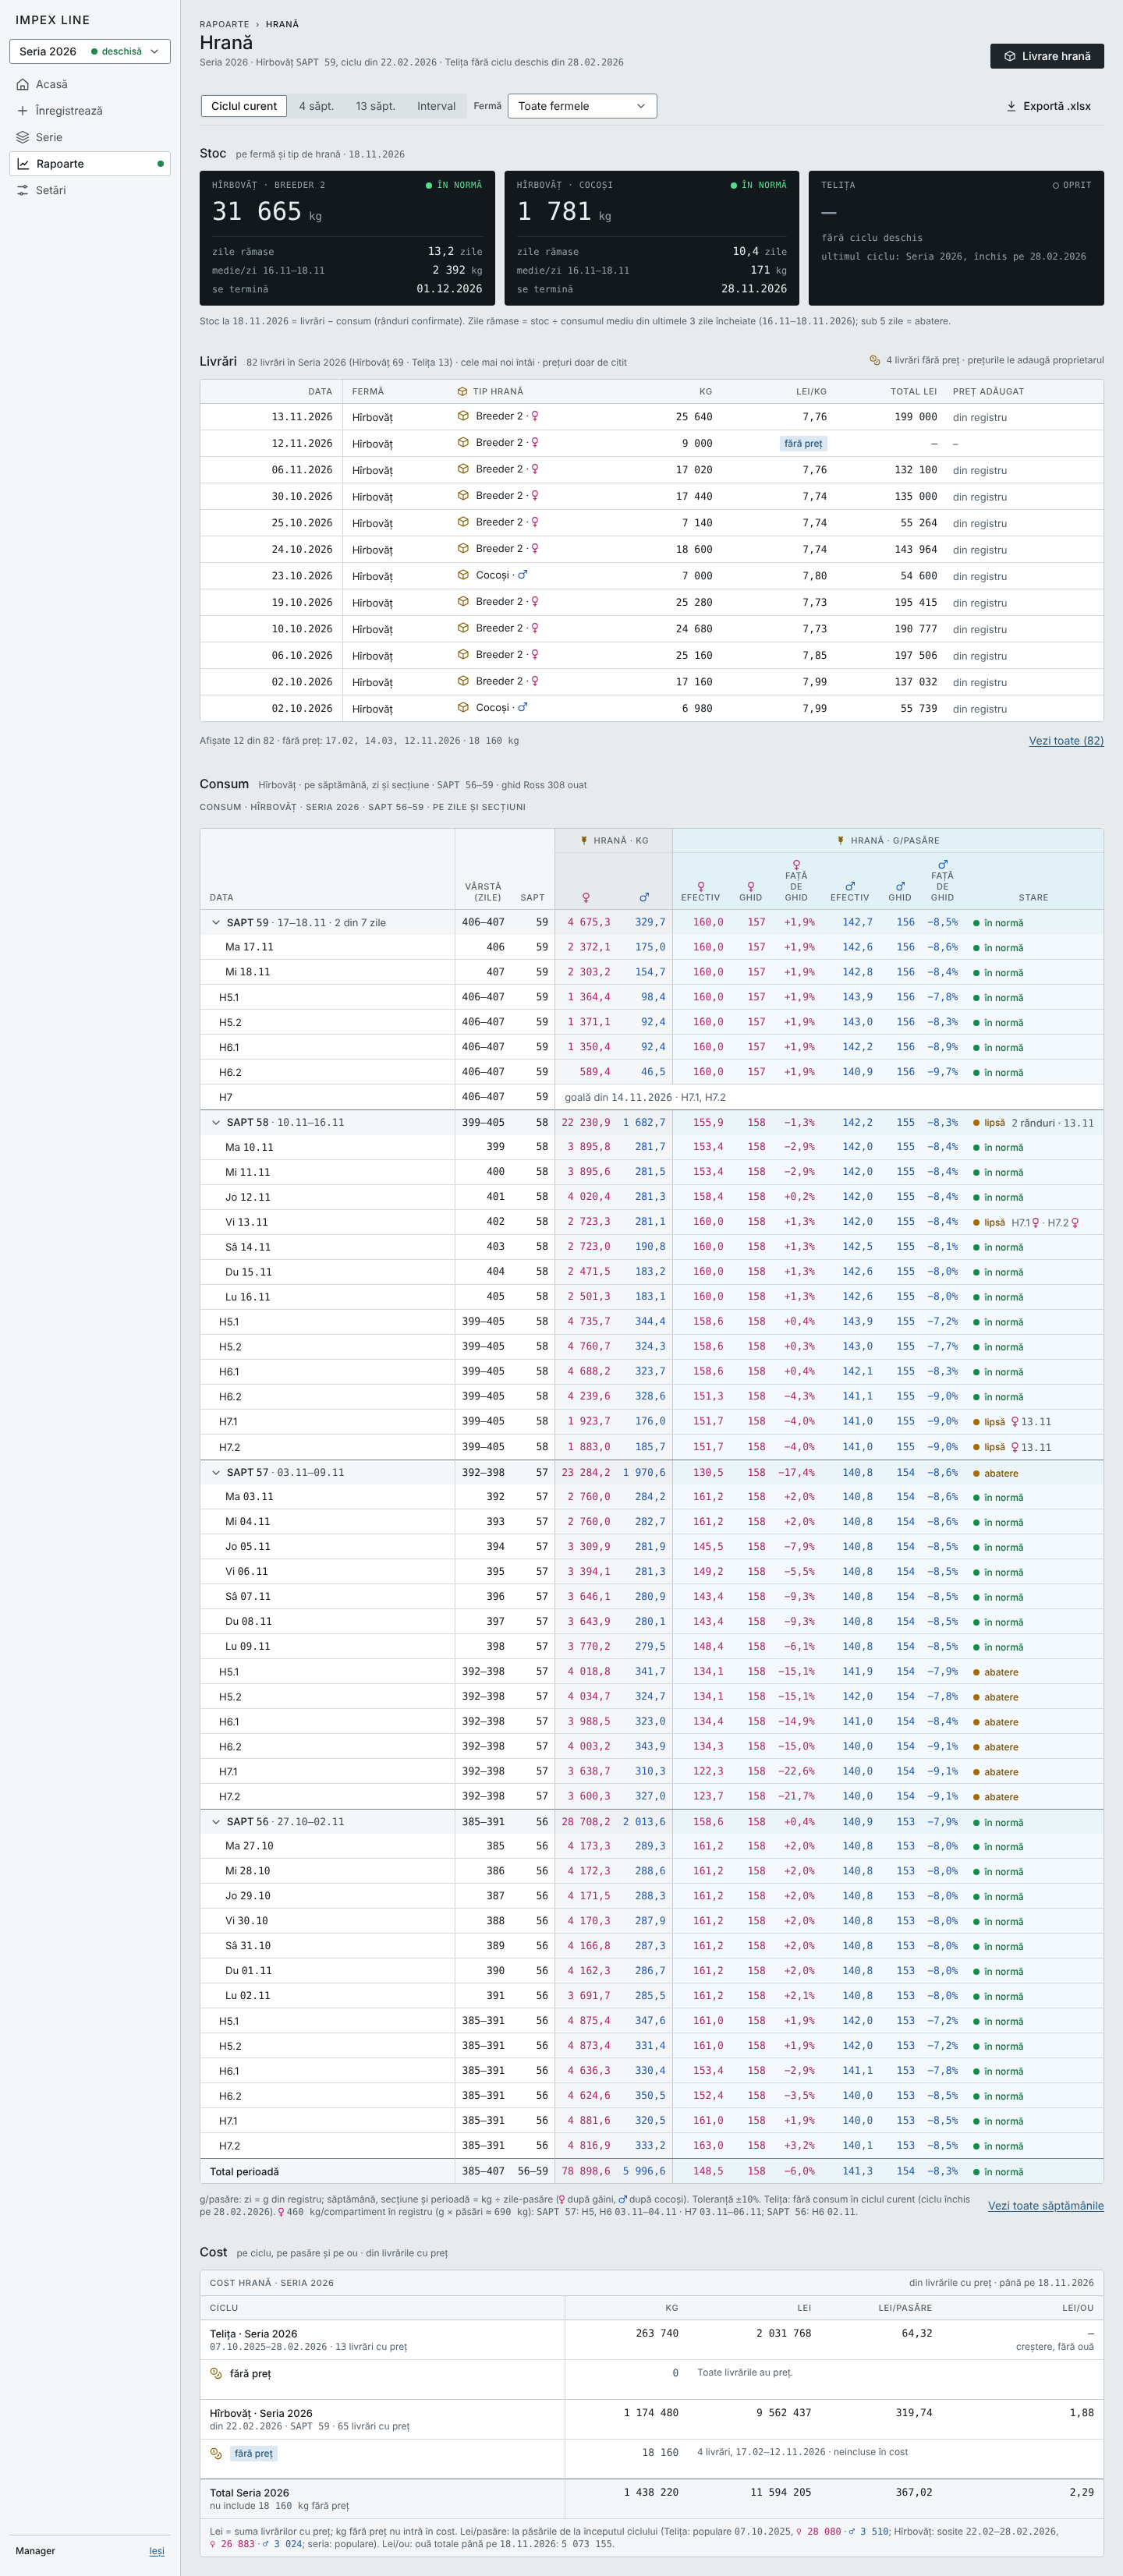 IMPEX LINE
Seria 2026 deschisă
Acasă
Înregistrează
Serie
Rapoarte
Setări
RAPOARTE › HRANĂ
Hrană
Seria 2026 · Hîrbovăț SAPT 59, ciclu din 22.02.2026 · Telița fără ciclu deschis din 28.02.2026
Livrare hrană
Ciclul curent 4 săpt. 13 săpt. Interval Fermă Toate fermele Exportă .xlsx
Stoc pe fermă și tip de hrană · 18.11.2026
HÎRBOVĂȚ · BREEDER 2 ÎN NORMĂ
31 665 kg
zile rămase 13,2 zile
medie/zi 16.11–18.11 2 392 kg
se termină 01.12.2026
HÎRBOVĂȚ · COCOȘI ÎN NORMĂ
1 781 kg
zile rămase 10,4 zile
medie/zi 16.11–18.11 171 kg
se termină 28.11.2026
TELIȚA OPRIT
—
fără ciclu deschis
ultimul ciclu: Seria 2026, închis pe 28.02.2026
Stoc la 18.11.2026 = livrări − consum (rânduri confirmate). Zile rămase = stoc ÷ consumul mediu din ultimele 3 zile încheiate (16.11–18.11.2026); sub 5 zile = abatere.
Livrări 82 livrări în Seria 2026 (Hîrbovăț 69 · Telița 13) · cele mai noi întâi · prețuri doar de citit
4 livrări fără preț · prețurile le adaugă proprietarul
DATA FERMĂ TIP HRANĂ KG LEI/KG TOTAL LEI PREȚ ADĂUGAT
13.11.2026 Hîrbovăț Breeder 2 · ♀ 25 640 7,76 199 000 din registru
12.11.2026 Hîrbovăț Breeder 2 · ♀ 9 000 fără preț – –
06.11.2026 Hîrbovăț Breeder 2 · ♀ 17 020 7,76 132 100 din registru
30.10.2026 Hîrbovăț Breeder 2 · ♀ 17 440 7,74 135 000 din registru
25.10.2026 Hîrbovăț Breeder 2 · ♀ 7 140 7,74 55 264 din registru
24.10.2026 Hîrbovăț Breeder 2 · ♀ 18 600 7,74 143 964 din registru
23.10.2026 Hîrbovăț Cocoși · ♂ 7 000 7,80 54 600 din registru
19.10.2026 Hîrbovăț Breeder 2 · ♀ 25 280 7,73 195 415 din registru
10.10.2026 Hîrbovăț Breeder 2 · ♀ 24 680 7,73 190 777 din registru
06.10.2026 Hîrbovăț Breeder 2 · ♀ 25 160 7,85 197 506 din registru
02.10.2026 Hîrbovăț Breeder 2 · ♀ 17 160 7,99 137 032 din registru
02.10.2026 Hîrbovăț Cocoși · ♂ 6 980 7,99 55 739 din registru
Afișate 12 din 82 · fără preț: 17.02, 14.03, 12.11.2026 · 18 160 kg
Vezi toate (82)
Consum Hîrbovăț · pe săptămână, zi și secțiune · SAPT 56–59 · ghid Ross 308 ouat
CONSUM · HÎRBOVĂȚ · SERIA 2026 · SAPT 56–59 · PE ZILE ȘI SECȚIUNI
HRANĂ · KG HRANĂ · G/PASĂRE
DATA VÂRSTĂ (ZILE) SAPT ♀ ♂ ♀ EFECTIV ♀ GHID ♀ FAȚĂ DE GHID ♂ EFECTIV ♂ GHID ♂ FAȚĂ DE GHID STARE
SAPT 59 · 17–18.11 · 2 din 7 zile 406–407 59 4 675,3 329,7 160,0 157 +1,9% 142,7 156 −8,5% în normă
Ma 17.11 406 59 2 372,1 175,0 160,0 157 +1,9% 142,6 156 −8,6% în normă
Mi 18.11 407 59 2 303,2 154,7 160,0 157 +1,9% 142,8 156 −8,4% în normă
H5.1 406–407 59 1 364,4 98,4 160,0 157 +1,9% 143,9 156 −7,8% în normă
H5.2 406–407 59 1 371,1 92,4 160,0 157 +1,9% 143,0 156 −8,3% în normă
H6.1 406–407 59 1 350,4 92,4 160,0 157 +1,9% 142,2 156 −8,9% în normă
H6.2 406–407 59 589,4 46,5 160,0 157 +1,9% 140,9 156 −9,7% în normă
H7 406–407 59 goală din 14.11.2026 · H7.1, H7.2
SAPT 58 · 10.11–16.11 399–405 58 22 230,9 1 682,7 155,9 158 −1,3% 142,2 155 −8,3% lipsă 2 rânduri · 13.11
Ma 10.11 399 58 3 895,8 281,7 153,4 158 −2,9% 142,0 155 −8,4% în normă
Mi 11.11 400 58 3 895,6 281,5 153,4 158 −2,9% 142,0 155 −8,4% în normă
Jo 12.11 401 58 4 020,4 281,3 158,4 158 +0,2% 142,0 155 −8,4% în normă
Vi 13.11 402 58 2 723,3 281,1 160,0 158 +1,3% 142,0 155 −8,4% lipsă H7.1 ♀ · H7.2 ♀
Sâ 14.11 403 58 2 723,0 190,8 160,0 158 +1,3% 142,5 155 −8,1% în normă
Du 15.11 404 58 2 471,5 183,2 160,0 158 +1,3% 142,6 155 −8,0% în normă
Lu 16.11 405 58 2 501,3 183,1 160,0 158 +1,3% 142,6 155 −8,0% în normă
H5.1 399–405 58 4 735,7 344,4 158,6 158 +0,4% 143,9 155 −7,2% în normă
H5.2 399–405 58 4 760,7 324,3 158,6 158 +0,3% 143,0 155 −7,7% în normă
H6.1 399–405 58 4 688,2 323,7 158,6 158 +0,4% 142,1 155 −8,3% în normă
H6.2 399–405 58 4 239,6 328,6 151,3 158 −4,3% 141,1 155 −9,0% în normă
H7.1 399–405 58 1 923,7 176,0 151,7 158 −4,0% 141,0 155 −9,0% lipsă ♀ 13.11
H7.2 399–405 58 1 883,0 185,7 151,7 158 −4,0% 141,0 155 −9,0% lipsă ♀ 13.11
SAPT 57 · 03.11–09.11 392–398 57 23 284,2 1 970,6 130,5 158 −17,4% 140,8 154 −8,6% abatere
Ma 03.11 392 57 2 760,0 284,2 161,2 158 +2,0% 140,8 154 −8,6% în normă
Mi 04.11 393 57 2 760,0 282,7 161,2 158 +2,0% 140,8 154 −8,6% în normă
Jo 05.11 394 57 3 309,9 281,9 145,5 158 −7,9% 140,8 154 −8,5% în normă
Vi 06.11 395 57 3 394,1 281,3 149,2 158 −5,5% 140,8 154 −8,5% în normă
Sâ 07.11 396 57 3 646,1 280,9 143,4 158 −9,3% 140,8 154 −8,5% în normă
Du 08.11 397 57 3 643,9 280,1 143,4 158 −9,3% 140,8 154 −8,5% în normă
Lu 09.11 398 57 3 770,2 279,5 148,4 158 −6,1% 140,8 154 −8,5% în normă
H5.1 392–398 57 4 018,8 341,7 134,1 158 −15,1% 141,9 154 −7,9% abatere
H5.2 392–398 57 4 034,7 324,7 134,1 158 −15,1% 142,0 154 −7,8% abatere
H6.1 392–398 57 3 988,5 323,0 134,4 158 −14,9% 141,0 154 −8,4% abatere
H6.2 392–398 57 4 003,2 343,9 134,3 158 −15,0% 140,0 154 −9,1% abatere
H7.1 392–398 57 3 638,7 310,3 122,3 158 −22,6% 140,0 154 −9,1% abatere
H7.2 392–398 57 3 600,3 327,0 123,7 158 −21,7% 140,0 154 −9,1% abatere
SAPT 56 · 27.10–02.11 385–391 56 28 708,2 2 013,6 158,6 158 +0,4% 140,9 153 −7,9% în normă
Ma 27.10 385 56 4 173,3 289,3 161,2 158 +2,0% 140,8 153 −8,0% în normă
Mi 28.10 386 56 4 172,3 288,6 161,2 158 +2,0% 140,8 153 −8,0% în normă
Jo 29.10 387 56 4 171,5 288,3 161,2 158 +2,0% 140,8 153 −8,0% în normă
Vi 30.10 388 56 4 170,3 287,9 161,2 158 +2,0% 140,8 153 −8,0% în normă
Sâ 31.10 389 56 4 166,8 287,3 161,2 158 +2,0% 140,8 153 −8,0% în normă
Du 01.11 390 56 4 162,3 286,7 161,2 158 +2,0% 140,8 153 −8,0% în normă
Lu 02.11 391 56 3 691,7 285,5 161,2 158 +2,1% 140,8 153 −8,0% în normă
H5.1 385–391 56 4 875,4 347,6 161,0 158 +1,9% 142,0 153 −7,2% în normă
H5.2 385–391 56 4 873,4 331,4 161,0 158 +1,9% 142,0 153 −7,2% în normă
H6.1 385–391 56 4 636,3 330,4 153,4 158 −2,9% 141,1 153 −7,8% în normă
H6.2 385–391 56 4 624,6 350,5 152,4 158 −3,5% 140,0 153 −8,5% în normă
H7.1 385–391 56 4 881,6 320,5 161,0 158 +1,9% 140,0 153 −8,5% în normă
H7.2 385–391 56 4 816,9 333,2 163,0 158 +3,2% 140,1 153 −8,5% în normă
Total perioadă 385–407 56–59 78 898,6 5 996,6 148,5 158 −6,0% 141,3 154 −8,3% în normă
g/pasăre: zi = g din registru; săptămână, secțiune și perioadă = kg ÷ zile-pasăre (♀ după găini, ♂ după cocoși). Toleranță ±10%. Telița: fără consum în ciclul curent (ciclu închis
pe 28.02.2026). ♀ 460 kg/compartiment în registru (g × păsări ≈ 690 kg): SAPT 57: H5, H6 03.11–04.11 · H7 03.11–06.11; SAPT 56: H6 02.11.
Vezi toate săptămânile
Cost pe ciclu, pe pasăre și pe ou · din livrările cu preț
COST HRANĂ · SERIA 2026 din livrările cu preț · până pe 18.11.2026
CICLU KG LEI LEI/PASĂRE LEI/OU
Telița · Seria 2026 263 740 2 031 768 64,32 –
07.10.2025–28.02.2026 · 13 livrări cu preț creștere, fără ouă
fără preț 0 Toate livrările au preț.
Hîrbovăț · Seria 2026 1 174 480 9 562 437 319,74 1,88
din 22.02.2026 · SAPT 59 · 65 livrări cu preț
fără preț 18 160 4 livrări, 17.02–12.11.2026 · neincluse în cost
Total Seria 2026 1 438 220 11 594 205 367,02 2,29
nu include 18 160 kg fără preț
Lei = suma livrărilor cu preț; kg fără preț nu intră în cost. Lei/pasăre: la păsările de la începutul ciclului (Telița: populare 07.10.2025, ♀ 28 080 · ♂ 3 510; Hîrbovăț: sosite 22.02–28.02.2026,
♀ 26 883 · ♂ 3 024; seria: populare). Lei/ou: ouă totale până pe 18.11.2026: 5 073 155.
Manager Ieși